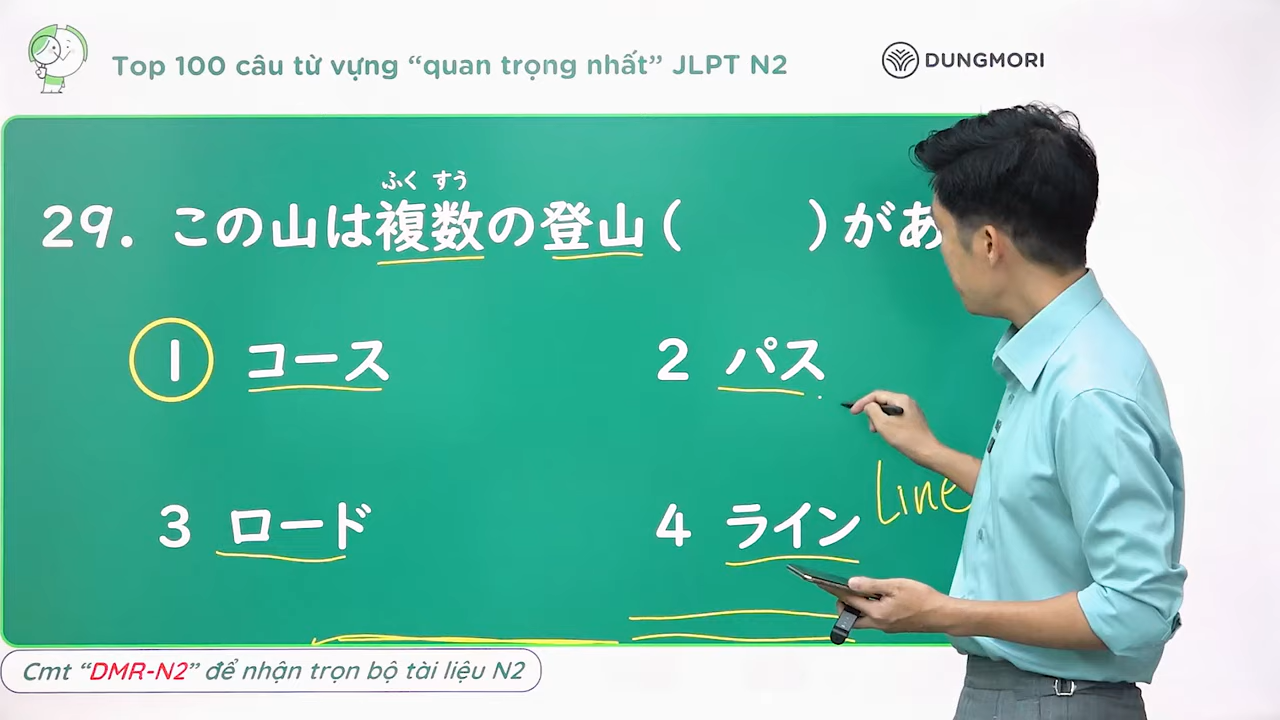 Top 100 câu từ vựng “quan trọng nhất” JLPT N2
DUNGMORI
ふく すう
29. この山は複数の登山 ( ) があ
1 コース
2 パス
3 ロード
4 ライン
Line
Cmt “DMR-N2” để nhận trọn bộ tài liệu N2